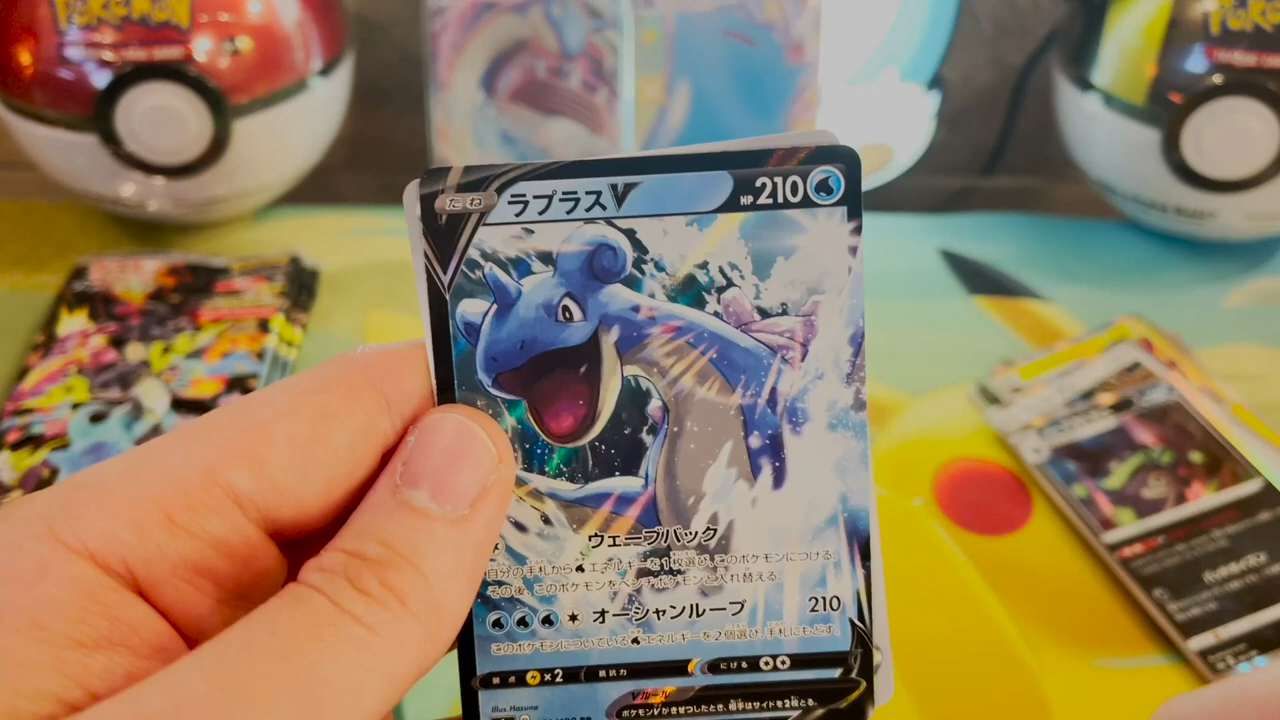 POKÉMON
たね ラプラスV HP 210
ウェーブバック
自分の手札からエネルギーを1枚選び、このポケモンにつける。
その後、このポケモンをベンチポケモンと入れ替える。
オーシャンループ 210
このポケモンについているエネルギーを2個選び、手札にもどす。
弱点 ×2 抵抗力 にげる
Vルール
ポケモンVがきぜつしたとき、相手はサイドを2枚とる。
Illus. Hasuno